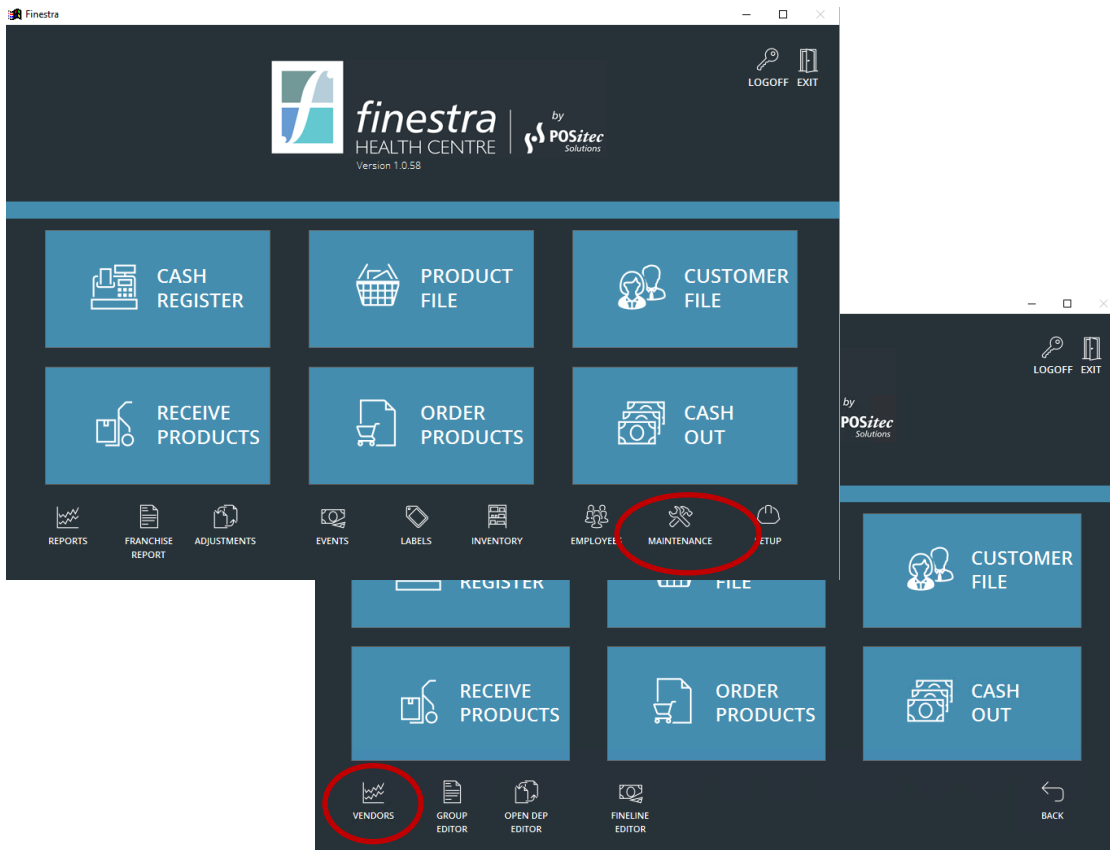 Finestra
LOGOFF EXIT
f
finestra
HEALTH CENTRE
Version 1.0.58
by
POSitec
Solutions
CASH
REGISTER
PRODUCT
FILE
CUSTOMER
FILE
RECEIVE
PRODUCTS
ORDER
PRODUCTS
CASH
OUT
REPORTS
FRANCHISE
REPORT
ADJUSTMENTS
EVENTS
LABELS
INVENTORY
EMPLOYEES
MAINTENANCE
SETUP
LOGOFF EXIT
by
POSitec
Solutions
REGISTER
FILE
CUSTOMER
FILE
RECEIVE
PRODUCTS
ORDER
PRODUCTS
CASH
OUT
VENDORS
GROUP
EDITOR
OPEN DEP
EDITOR
FINELINE
EDITOR
BACK